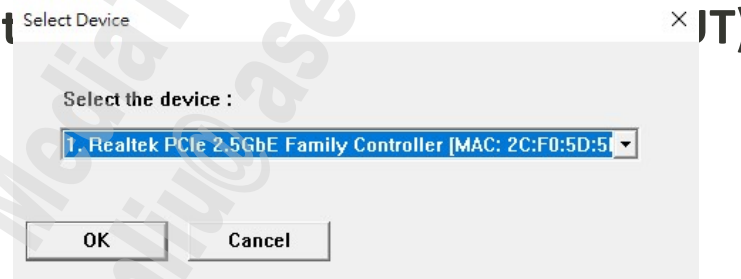 Select Device
Select the device :
1. Realtek PCIe 2.5GbE Family Controller [MAC: 2C:F0:5D:5
OK
Cancel